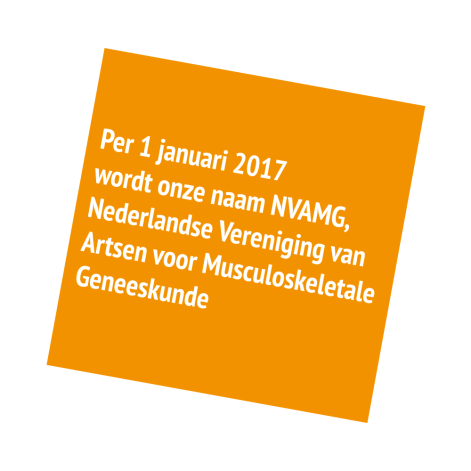 Per 1 januari 2017
wordt onze naam NVAMG,
Nederlandse Vereniging van
Artsen voor Musculoskeletale
Geneeskunde